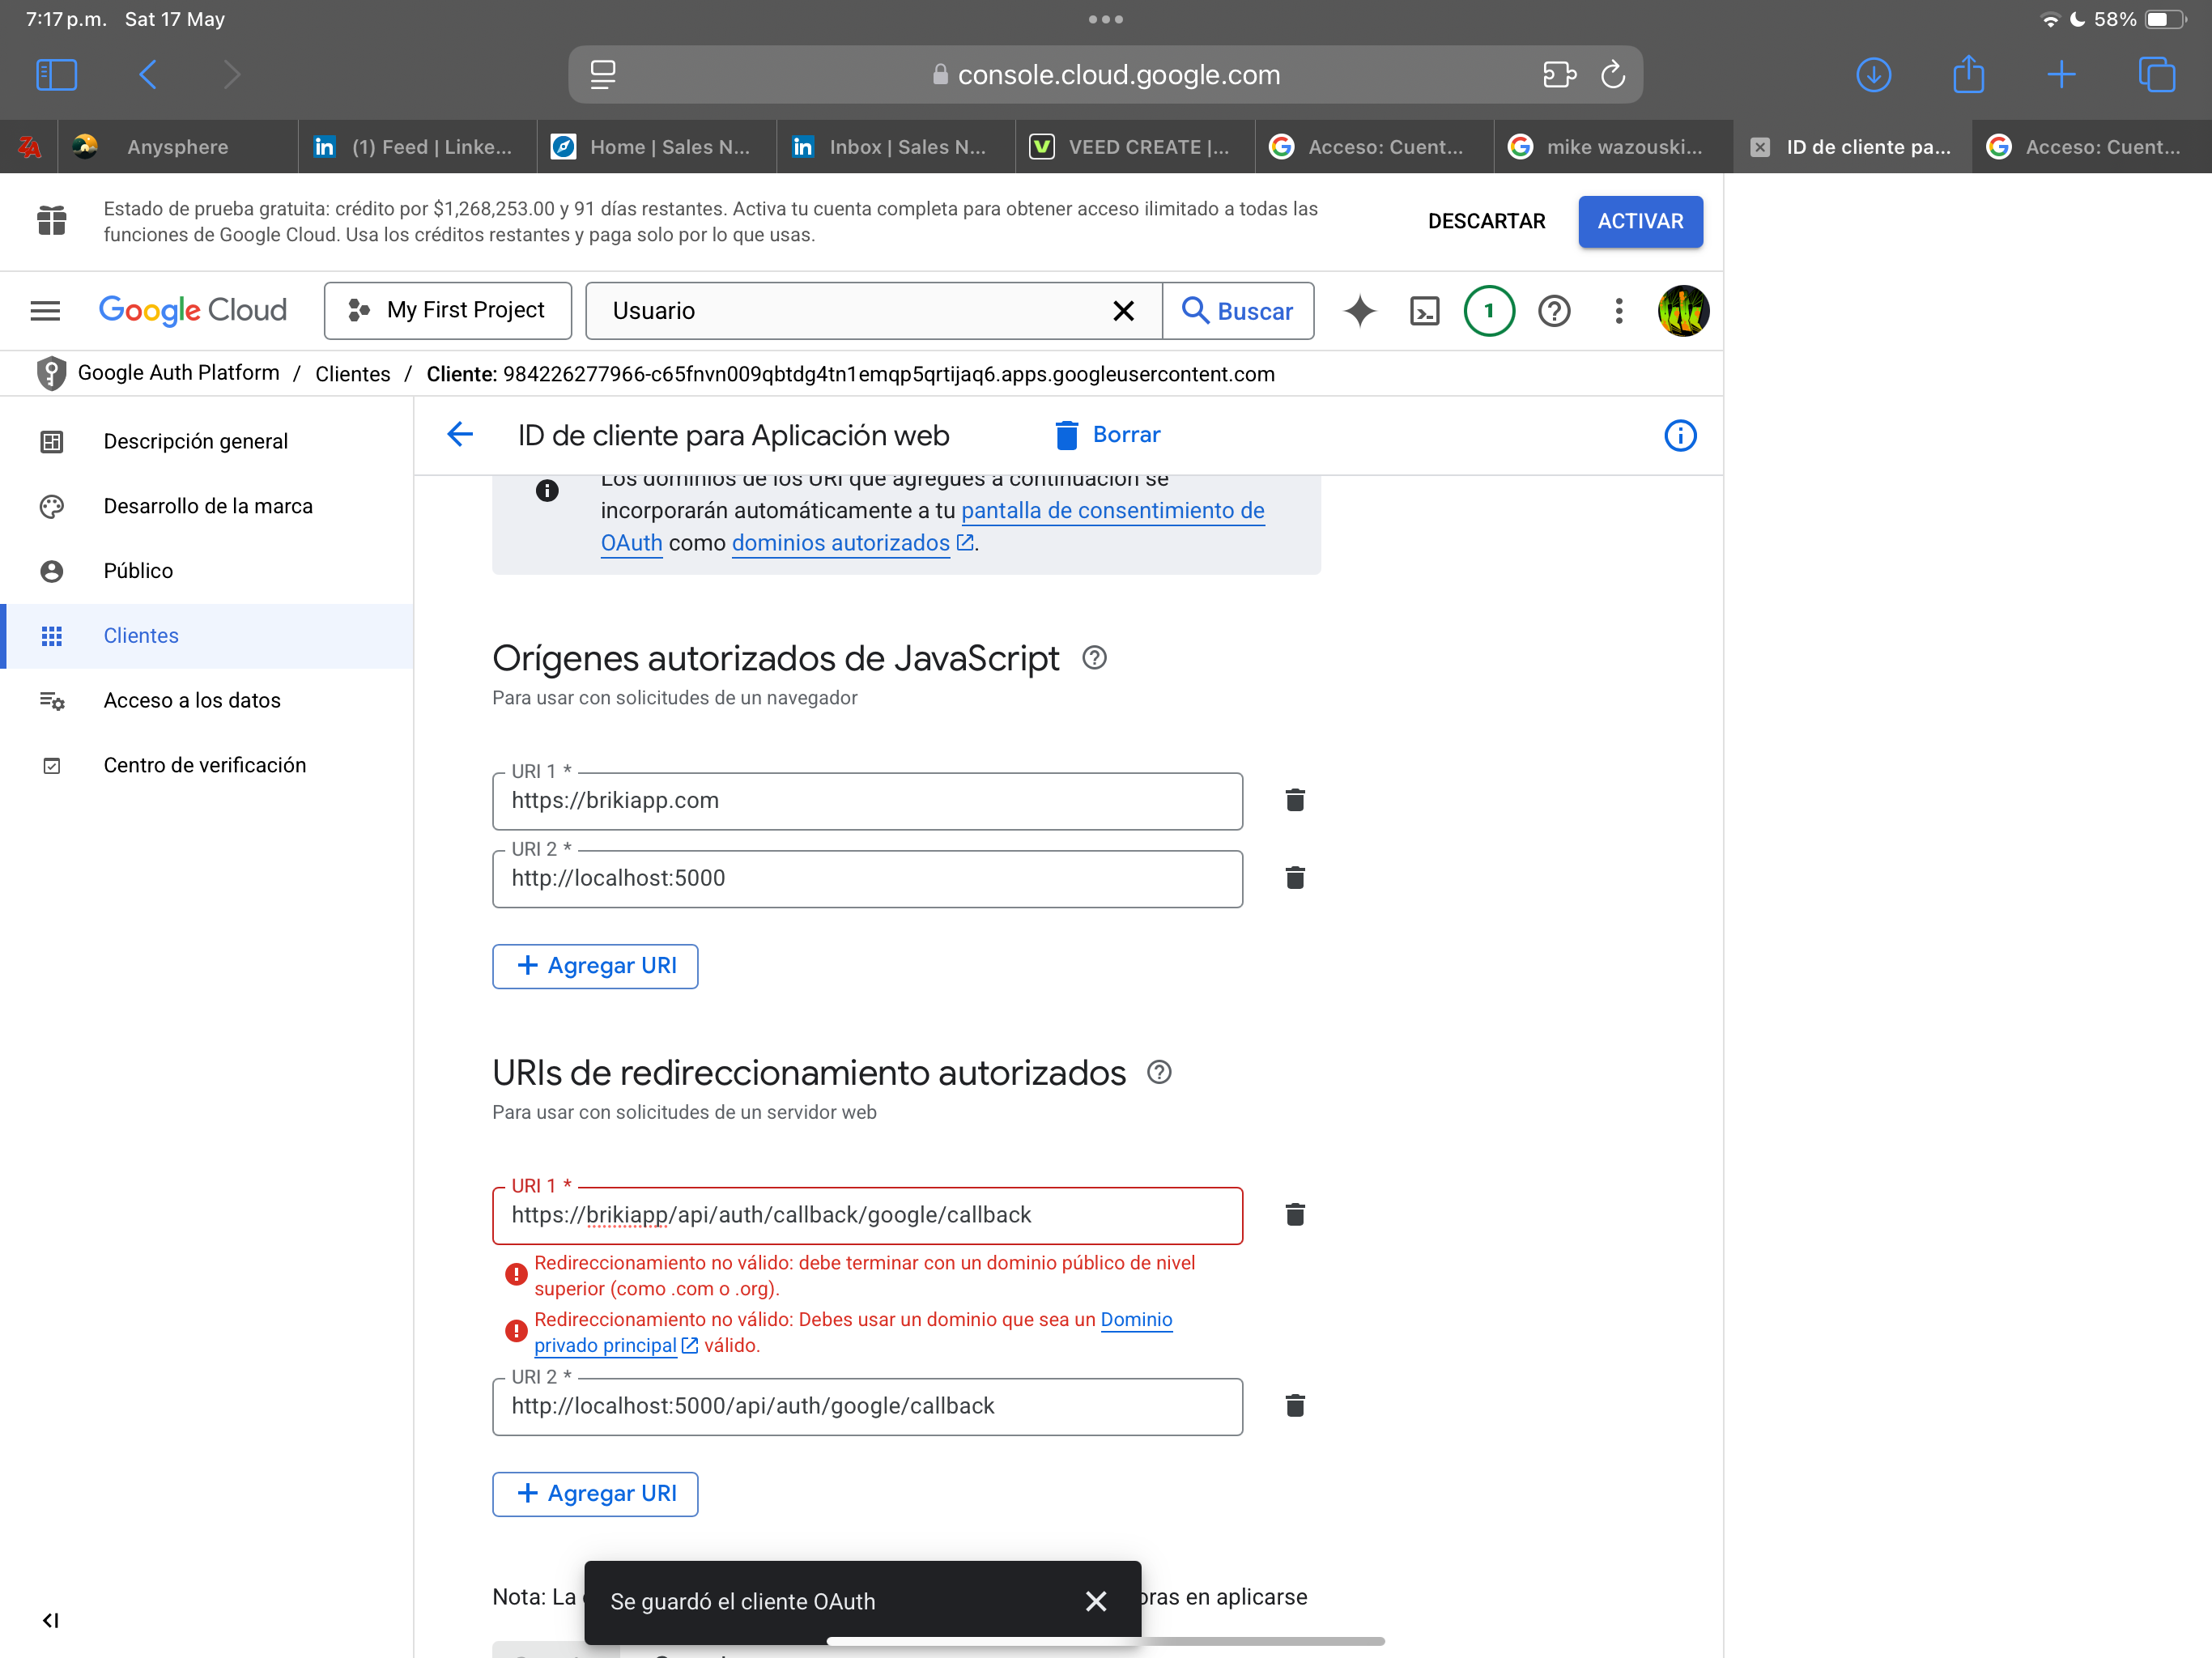 7:17 p.m. Sat 17 May
58%
console.cloud.google.com
Anysphere
(1) Feed | Linke...
Home | Sales N...
Inbox | Sales N...
VEED CREATE |...
Acceso: Cuent...
mike wazouski...
ID de cliente pa...
Acceso: Cuent...
Estado de prueba gratuita: crédito por $1,268,253.00 y 91 días restantes. Activa tu cuenta completa para obtener acceso ilimitado a todas las
funciones de Google Cloud. Usa los créditos restantes y paga solo por lo que usas.
DESCARTAR
ACTIVAR
Google Cloud
My First Project
Usuario
Buscar
1
Google Auth Platform / Clientes / Cliente: 984226277966-c65fnvn009qbtdg4tn1emqp5qrtijaq6.apps.googleusercontent.com
Descripción general
Desarrollo de la marca
Público
Clientes
Acceso a los datos
Centro de verificación
ID de cliente para Aplicación web
Borrar
Los dominios de los URI que agregues a continuación se
incorporarán automáticamente a tu pantalla de consentimiento de
OAuth como dominios autorizados.
Orígenes autorizados de JavaScript
Para usar con solicitudes de un navegador
URI 1 *
https://brikiapp.com
URI 2 *
http://localhost:5000
+ Agregar URI
URIs de redireccionamiento autorizados
Para usar con solicitudes de un servidor web
URI 1 *
https://brikiapp/api/auth/callback/google/callback
Redireccionamiento no válido: debe terminar con un dominio público de nivel
superior (como .com o .org).
Redireccionamiento no válido: Debes usar un dominio que sea un Dominio
privado principal válido.
URI 2 *
http://localhost:5000/api/auth/google/callback
+ Agregar URI
Nota: La
oras en aplicarse
Se guardó el cliente OAuth